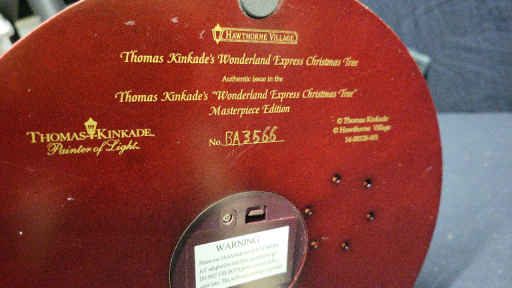 HAWTHORNE VILLAGE
Thomas Kinkade's Wonderland Express Christmas Tree
Authentic issue in the
Thomas Kinkade's "Wonderland Express Christmas Tree"
Masterpiece Edition
THOMAS KINKADE
Painter of Light
No. BA3566
© Thomas Kinkade
© Hawthorne Village
WARNING